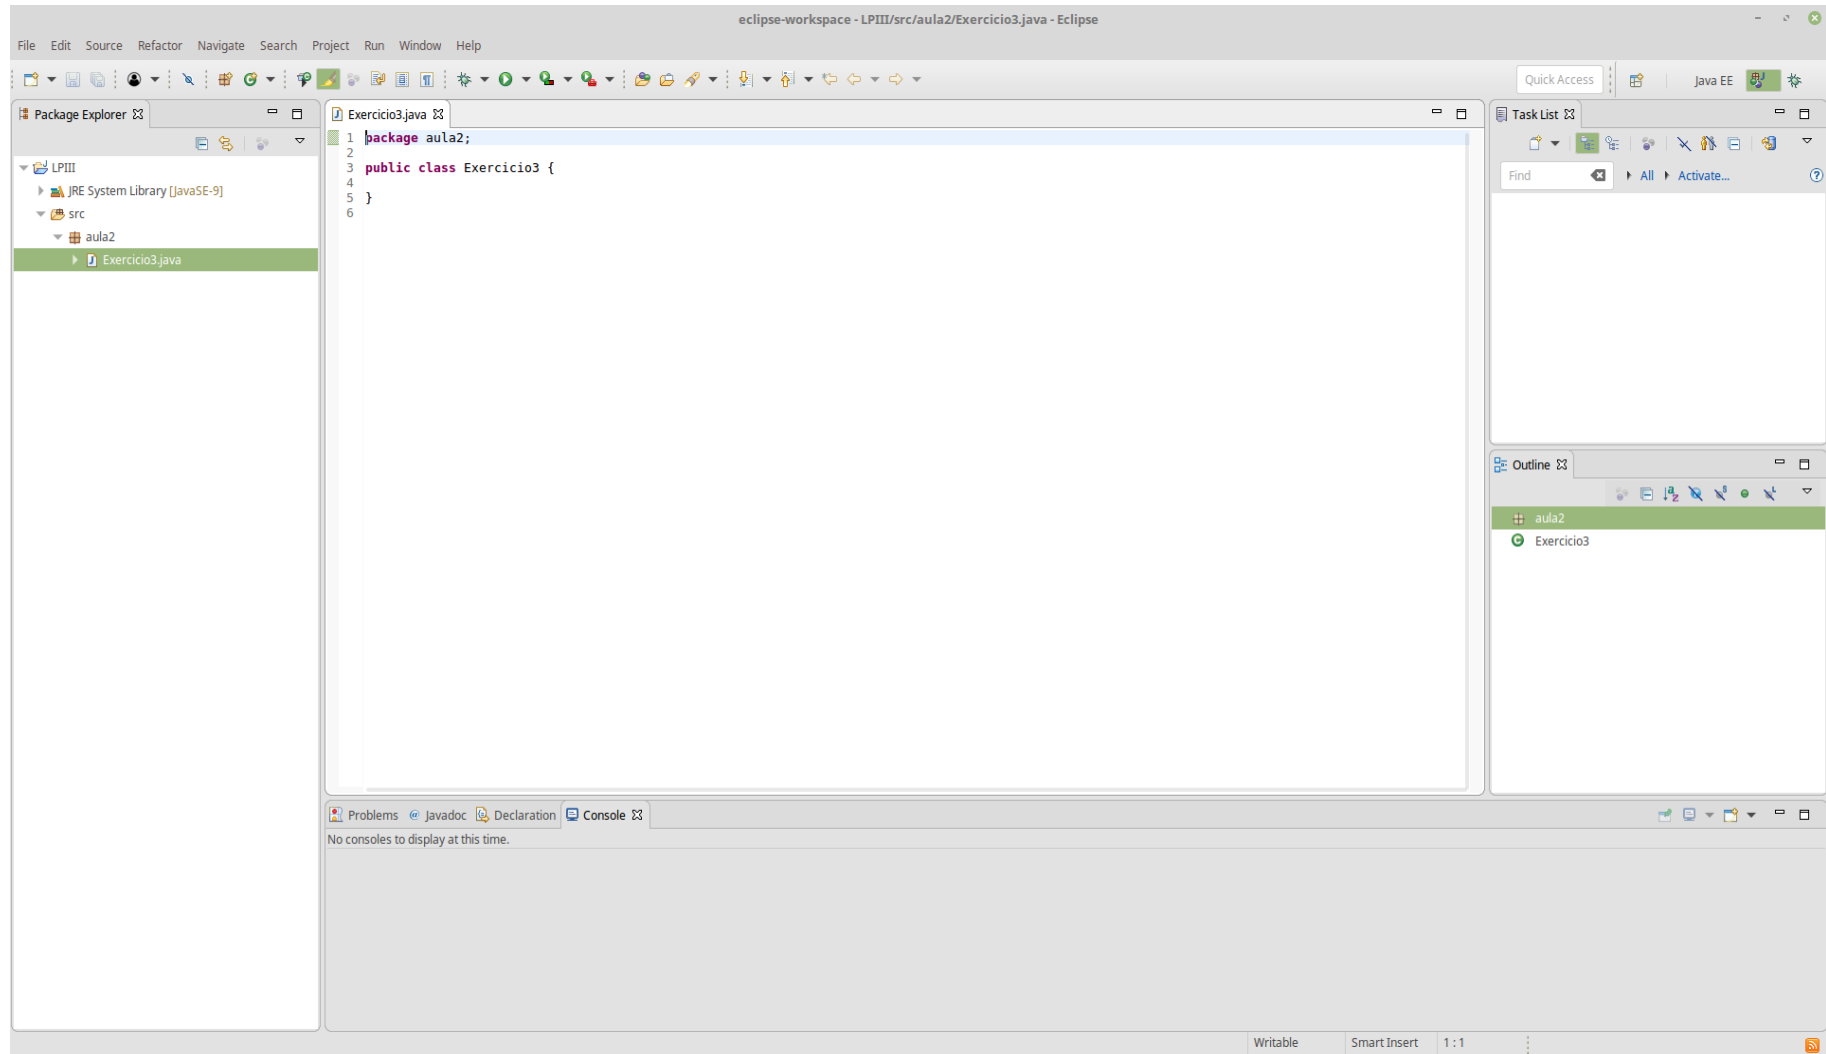 eclipse-workspace - LPIII/src/aula2/Exercicio3.java - Eclipse
File Edit Source Refactor Navigate Search Project Run Window Help
Quick Access
Java EE
Package Explorer
LPIII
JRE System Library [JavaSE-9]
src
aula2
Exercicio3.java
Exercicio3.java
1 package aula2;
2
3 public class Exercicio3 {
4
5 }
6
Task List
Find
All
Activate...
Outline
aula2
Exercicio3
Problems @ Javadoc Declaration Console
No consoles to display at this time.
Writable Smart Insert 1 : 1